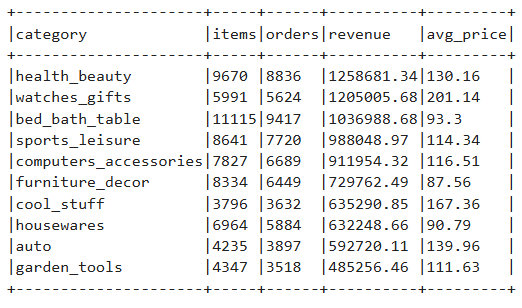 +---------------------+-----+------+----------+---------+
|category             |items|orders|revenue   |avg_price|
+---------------------+-----+------+----------+---------+
|health_beauty        |9670 |8836  |1258681.34|130.16   |
|watches_gifts        |5991 |5624  |1205005.68|201.14   |
|bed_bath_table       |11115|9417  |1036988.68|93.3     |
|sports_leisure       |8641 |7720  |988048.97 |114.34   |
|computers_accessories|7827 |6689  |911954.32 |116.51   |
|furniture_decor      |8334 |6449  |729762.49 |87.56    |
|cool_stuff           |3796 |3632  |635290.85 |167.36   |
|housewares           |6964 |5884  |632248.66 |90.79    |
|auto                 |4235 |3897  |592720.11 |139.96   |
|garden_tools         |4347 |3518  |485256.46 |111.63   |
+---------------------+-----+------+----------+---------+